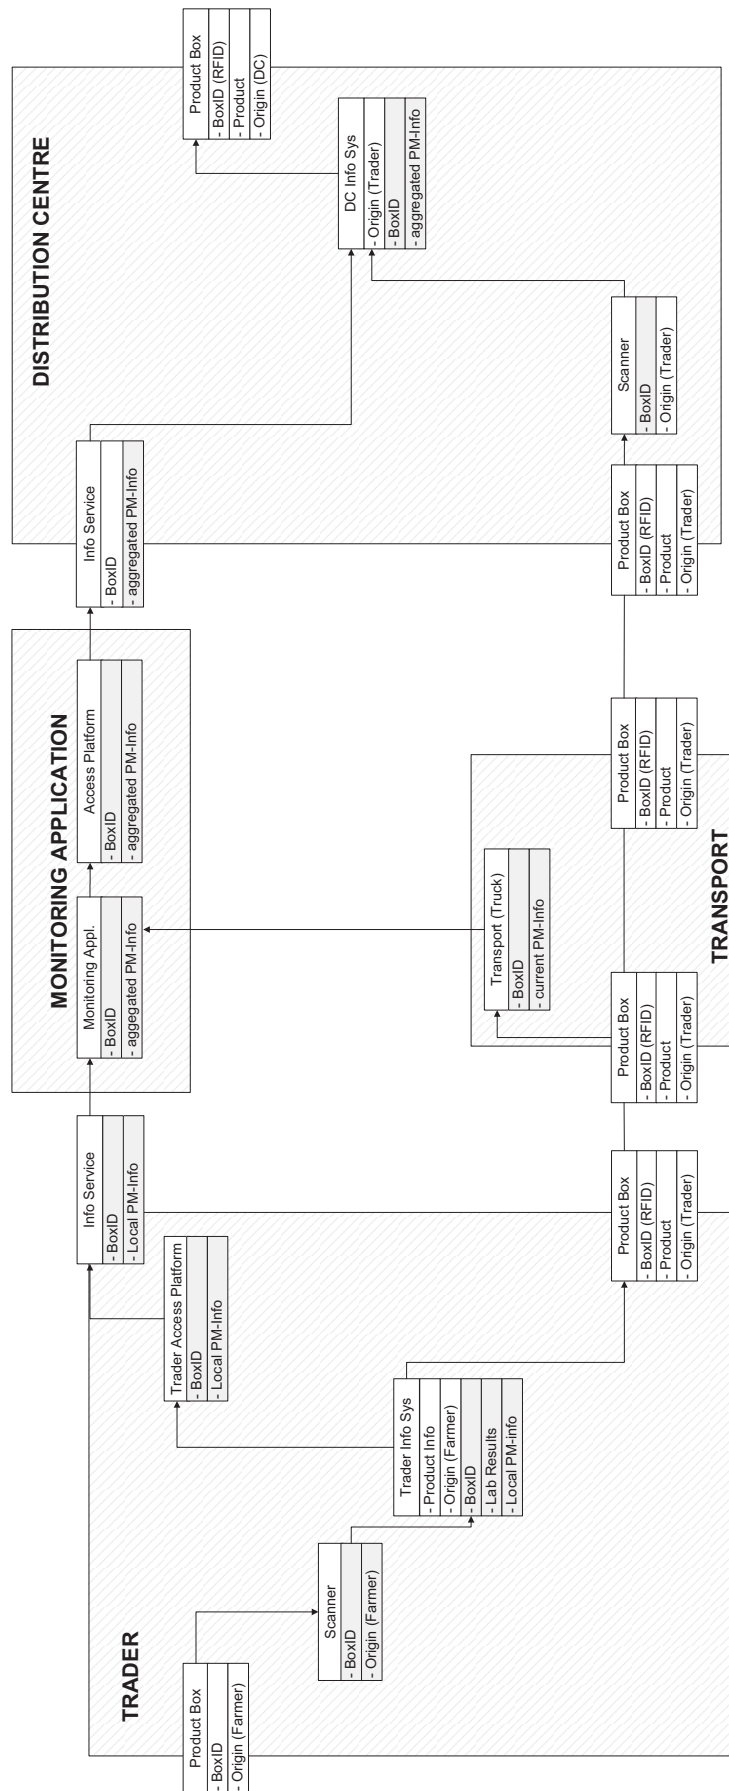 TRADER
Product Box
- BoxID
- Origin (Farmer)
Scanner
- BoxID
- Origin (Farmer)
Trader Info Sys
- Product Info
- Origin (Farmer)
- BoxID
- Lab Results
- Local PM-info
Trader Access Platform
- BoxID
- Local PM-Info
Info Service
- BoxID
- Local PM-Info
Product Box
- BoxID (RFID)
- Product
- Origin (Trader)
MONITORING APPLICATION
Monitoring Appl.
- BoxID
- aggegated PM-Info
Access Platform
- BoxID
- aggregated PM-Info
TRANSPORT
Product Box
- BoxID (RFID)
- Product
- Origin (Trader)
Transport (Truck)
- BoxID
- current PM-Info
Product Box
- BoxID (RFID)
- Product
- Origin (Trader)
DISTRIBUTION CENTRE
Info Service
- BoxID
- aggregated PM-Info
Product Box
- BoxID (RFID)
- Product
- Origin (Trader)
Scanner
- BoxID
- Origin (Trader)
DC Info Sys
- Origin (Trader)
- BoxID
- aggregated PM-Info
Product Box
- BoxID (RFID)
- Product
- Origin (DC)